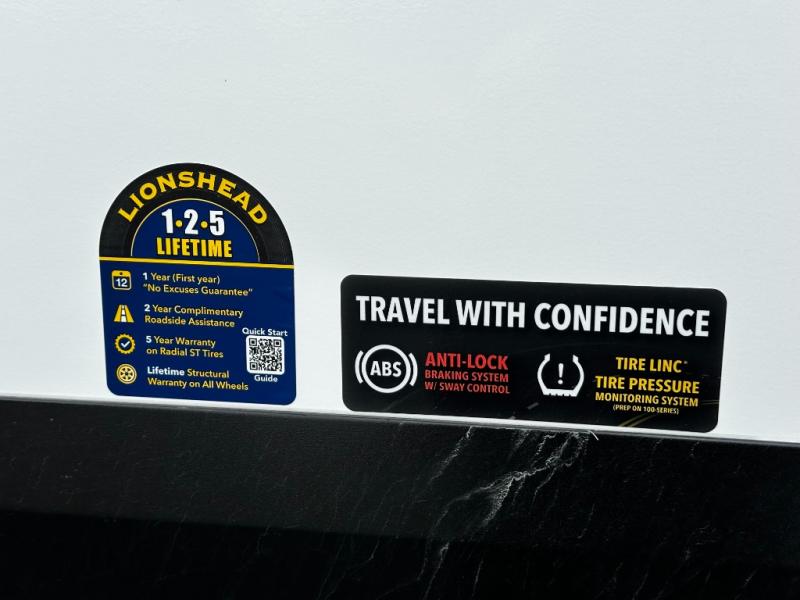 LIONSHEAD
1•2•5
LIFETIME
12
1 Year (First year)
"No Excuses Guarantee"
2 Year Complimentary
Roadside Assistance
5 Year Warranty
on Radial ST Tires
Lifetime Structural
Warranty on All Wheels
Quick Start
Guide
TRAVEL WITH CONFIDENCE
ABS
ANTI-LOCK
BRAKING SYSTEM
W/ SWAY CONTROL
!
TIRE LINC™
TIRE PRESSURE
MONITORING SYSTEM
(PREP ON 100-SERIES)